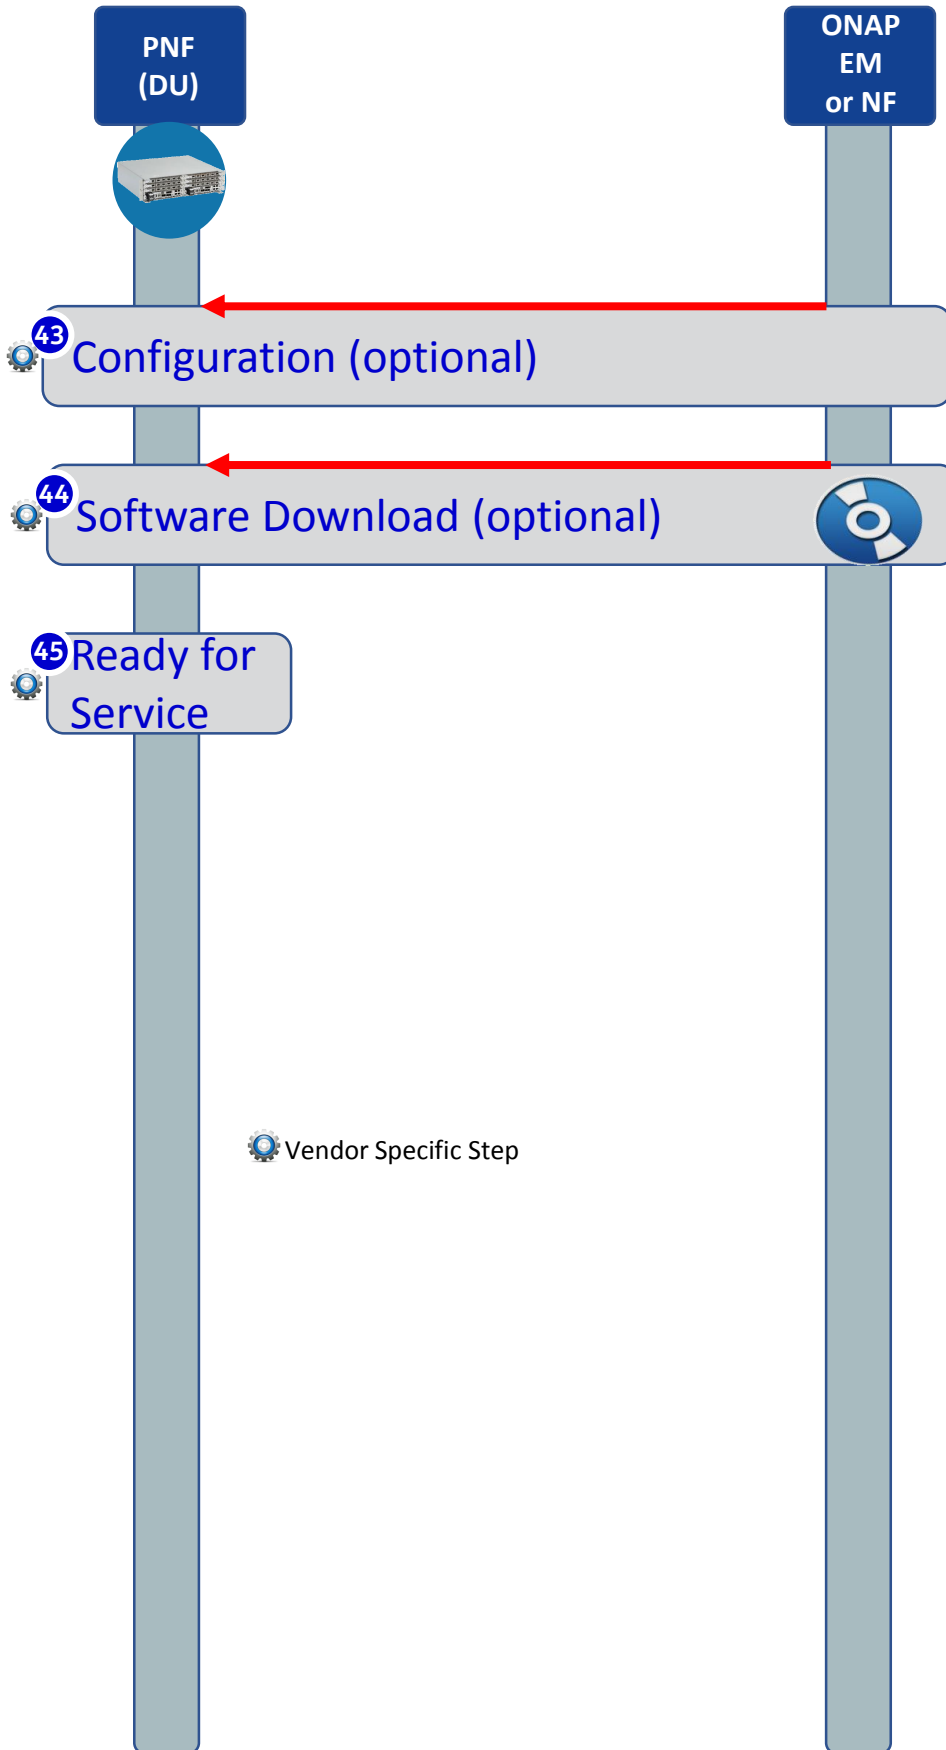 PNF
(DU)
ONAP
EM
or NF
43
Configuration (optional)
44
Software Download (optional)
45
Ready for
Service
Vendor Specific Step